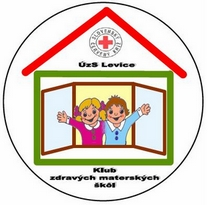 SLOVENSKÝ ČERVENÝ KRÍŽ
ÚzS Levice
Klub
zdravých materských
škôl